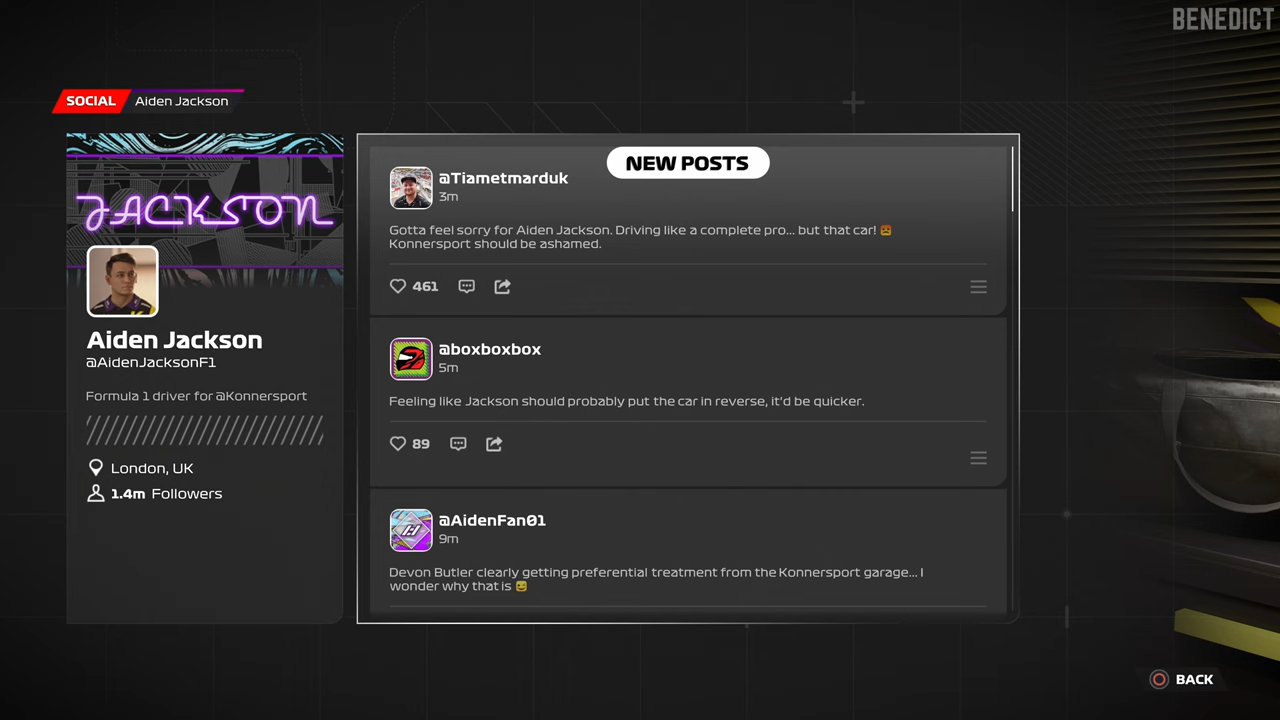 BENEDICT
SOCIAL Aiden Jackson
JACKSON
Aiden Jackson
@AidenJacksonF1
Formula 1 driver for @Konnersport
London, UK
1.4m Followers
NEW POSTS
@Tiametmarduk
3m
Gotta feel sorry for Aiden Jackson. Driving like a complete pro... but that car!
Konnersport should be ashamed.
461
@boxboxbox
5m
Feeling like Jackson should probably put the car in reverse, it'd be quicker.
89
@AidenFan01
9m
Devon Butler clearly getting preferential treatment from the Konnersport garage... I
wonder why that is
BACK